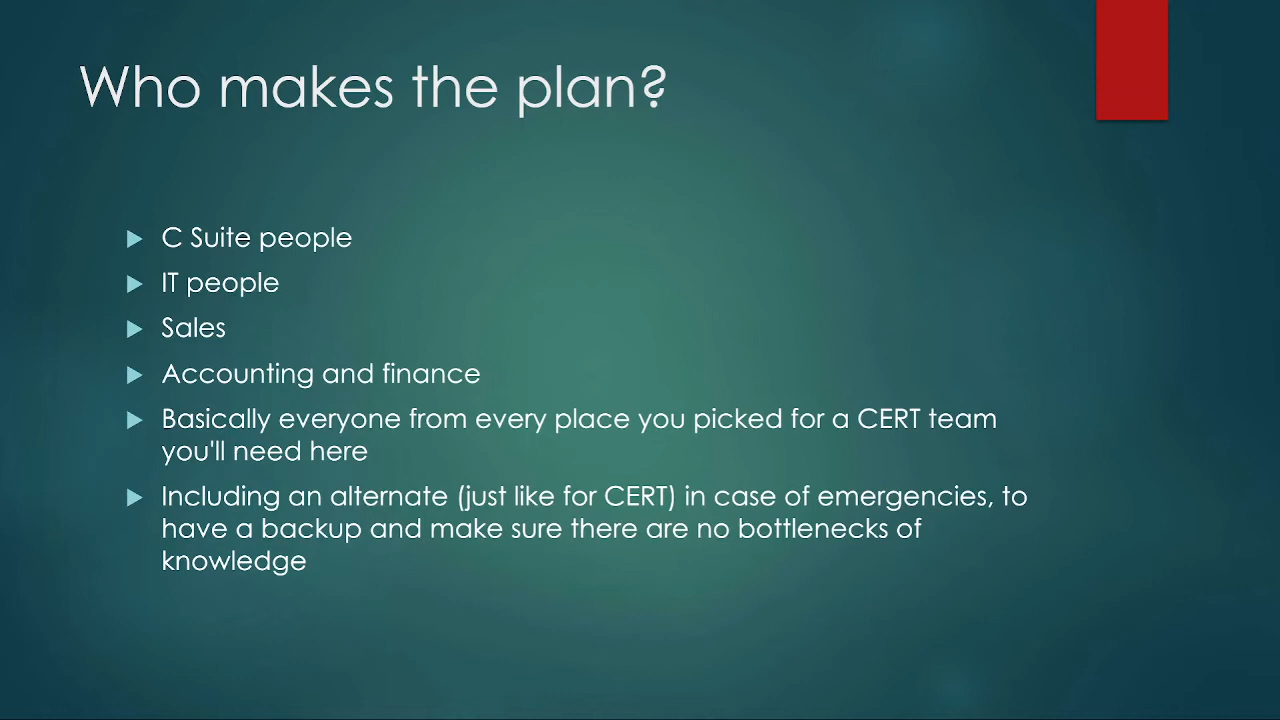 Who makes the plan?
C Suite people
IT people
Sales
Accounting and finance
Basically everyone from every place you picked for a CERT team
you'll need here
Including an alternate (just like for CERT) in case of emergencies, to
have a backup and make sure there are no bottlenecks of
knowledge